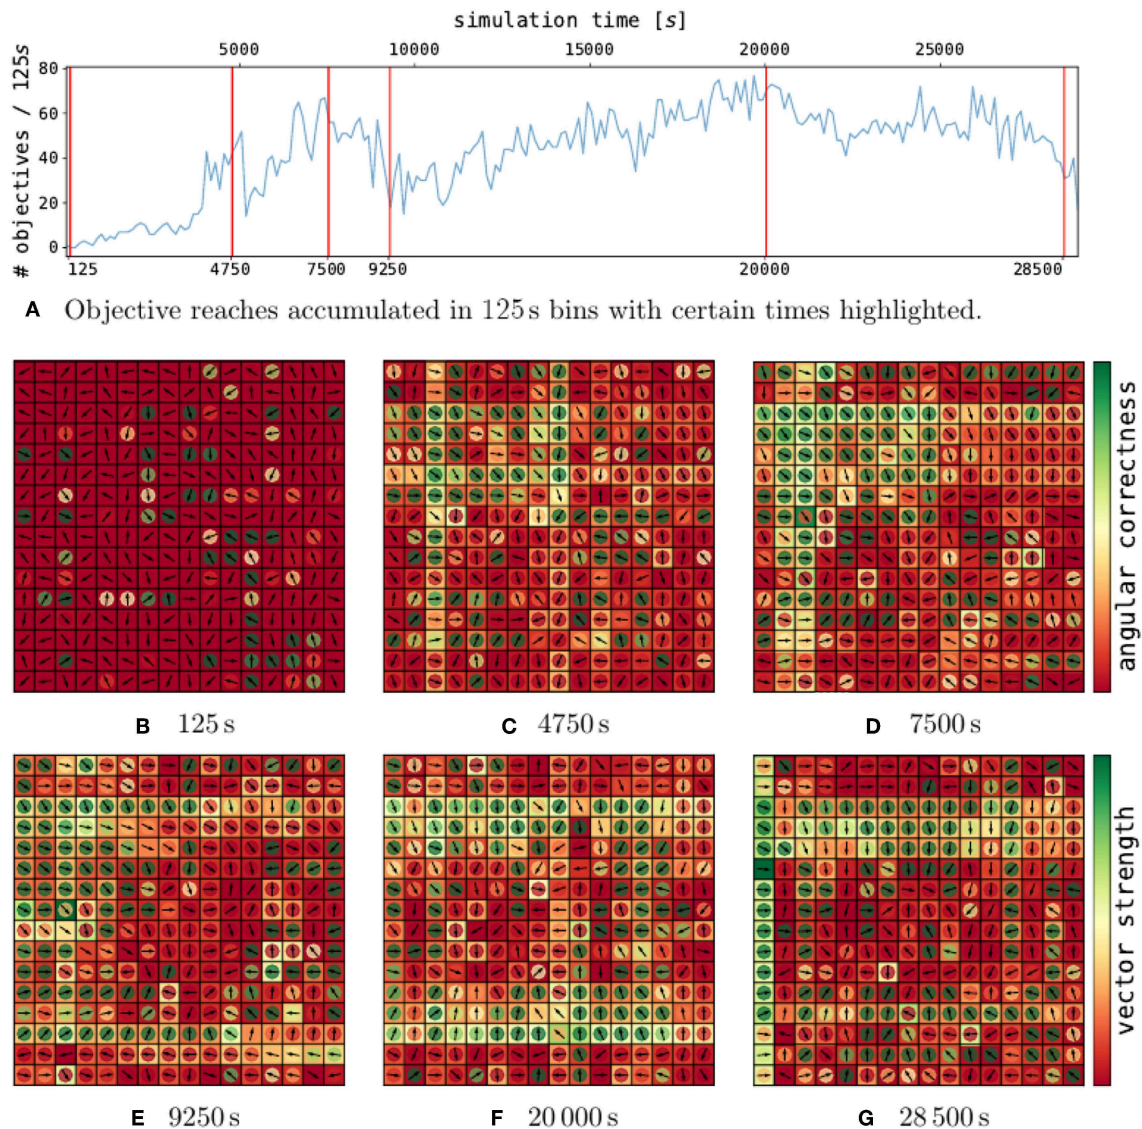 simulation time [s]
5000 10000 15000 20000 25000
# objectives / 125s
80
60
40
20
0
125 4750 7500 9250 20000 28500
A Objective reaches accumulated in 125 s bins with certain times highlighted.
angular correctness
B 125 s C 4750 s D 7500 s
vector strength
E 9250 s F 20 000 s G 28 500 s